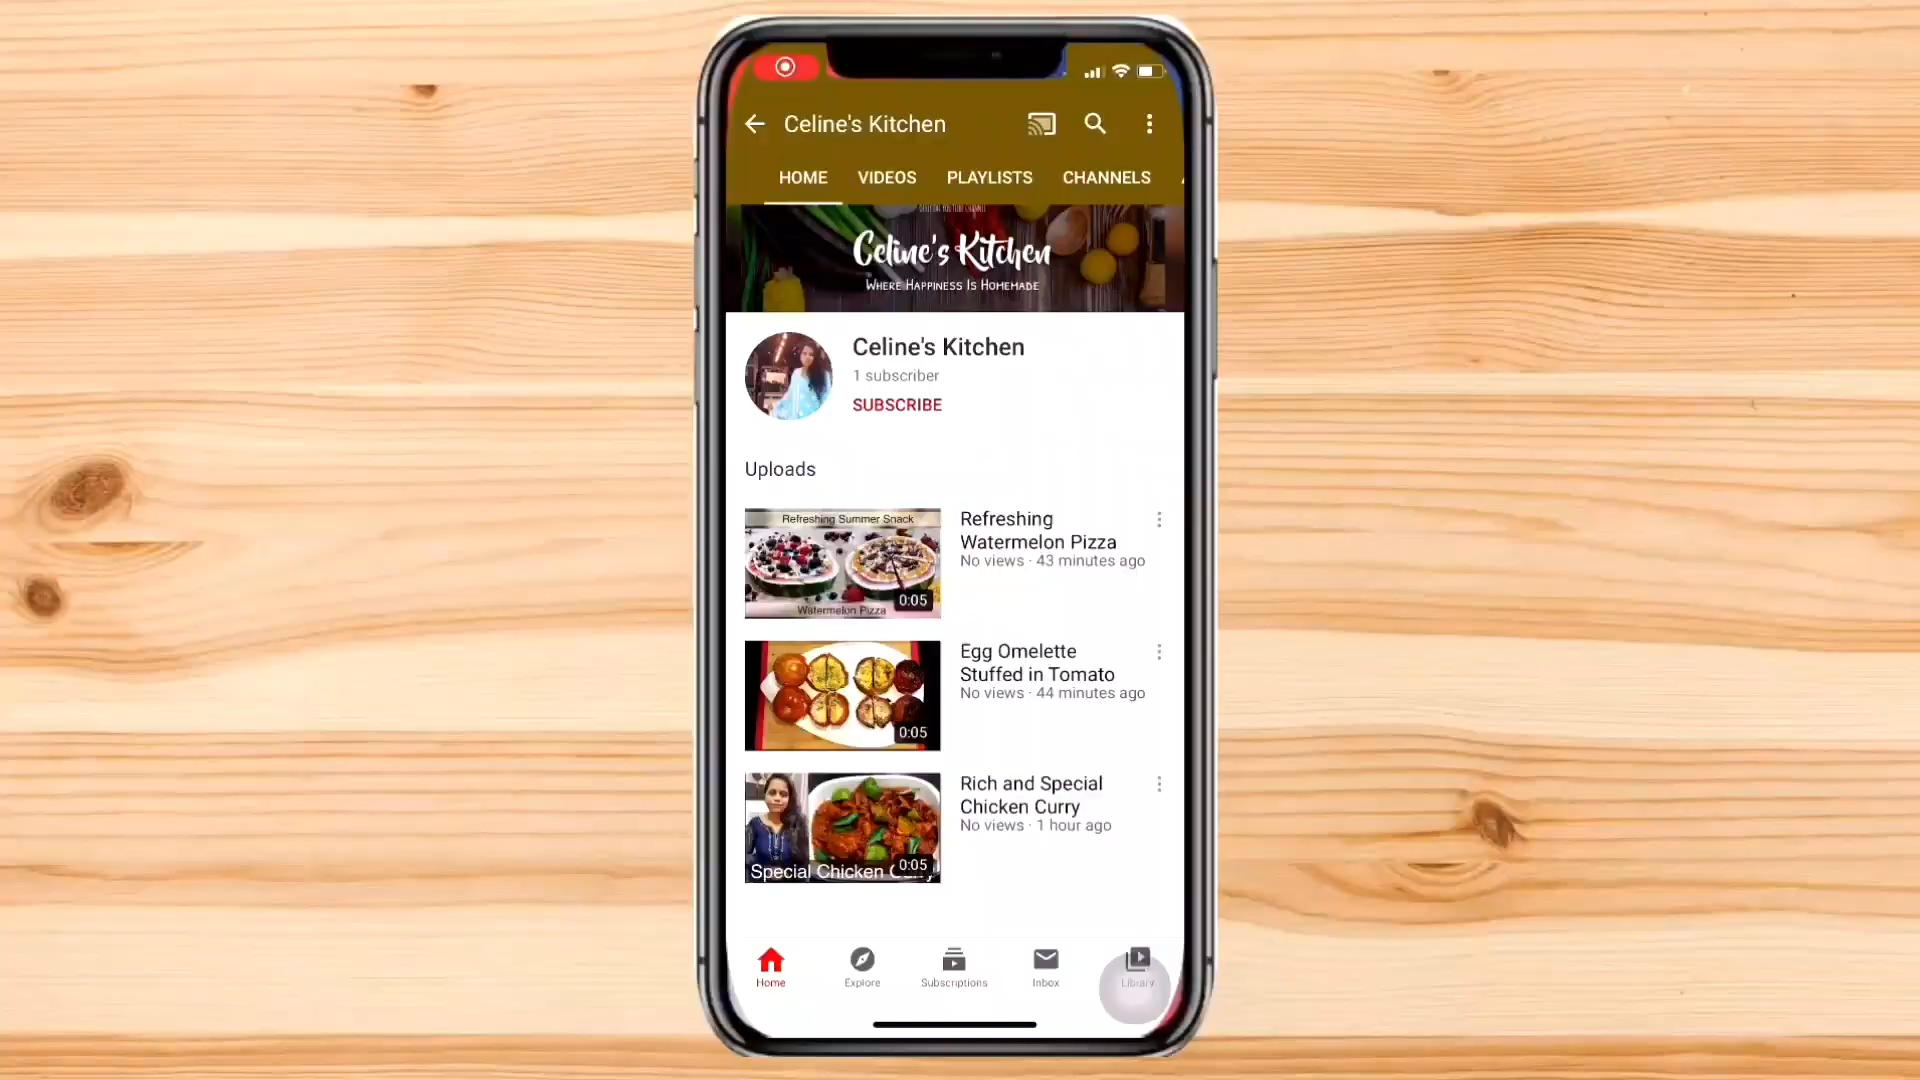 Celine's Kitchen
HOME VIDEOS PLAYLISTS CHANNELS
Celine's Kitchen
Where Happiness Is Homemade
Celine's Kitchen
1 subscriber
SUBSCRIBE
Uploads
Refreshing Summer Snack
Watermelon Pizza
0:05
Refreshing
Watermelon Pizza
No views · 43 minutes ago
0:05
Egg Omelette
Stuffed in Tomato
No views · 44 minutes ago
Special Chicken
0:05
Rich and Special
Chicken Curry
No views · 1 hour ago
Home Explore Subscriptions Inbox Library